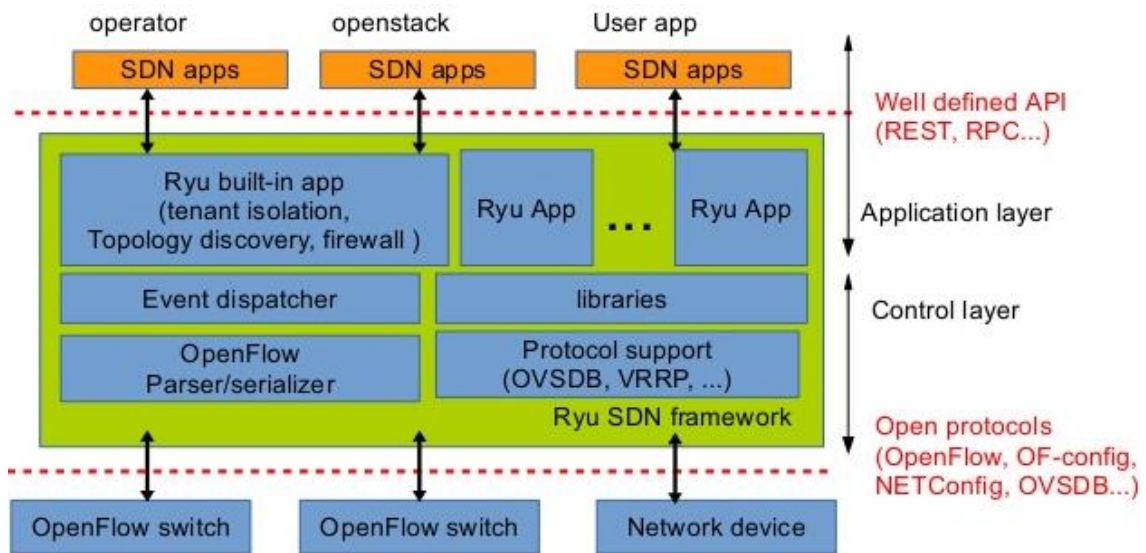 operator
openstack
User app
SDN apps
SDN apps
SDN apps
Well defined API
(REST, RPC...)
Ryu built-in app
(tenant isolation,
Topology discovery, firewall )
Ryu App
...
Ryu App
Application layer
Event dispatcher
libraries
Control layer
OpenFlow
Parser/serializer
Protocol support
(OVSDB, VRRP, ...)
Ryu SDN framework
Open protocols
(OpenFlow, OF-config,
NETConfig, OVSDB...)
OpenFlow switch
OpenFlow switch
Network device